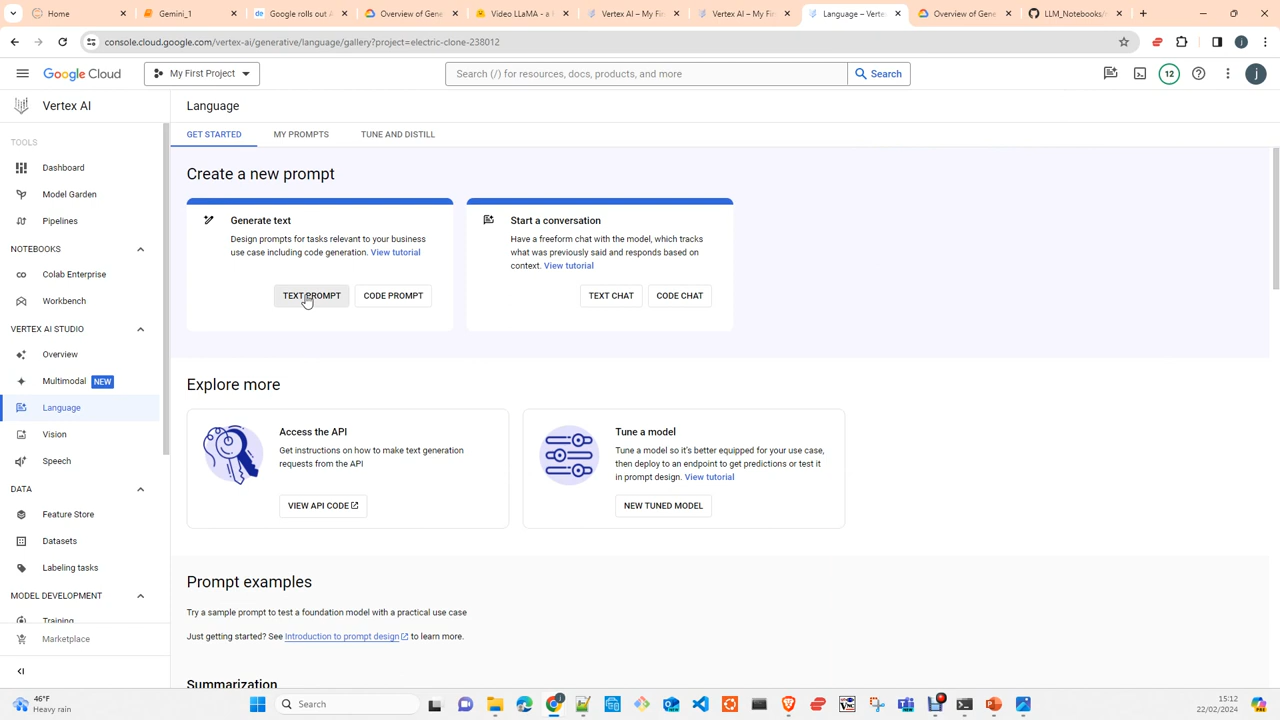 Home
Gemini_1
Google rolls out A
Overview of Gene
Video LLaMA - a
Vertex AI – My Firs
Vertex AI – My Firs
Language – Vertex
Overview of Gene
LLM_Notebooks/V
console.cloud.google.com/vertex-ai/generative/language/gallery?project=electric-clone-238012
Google Cloud
My First Project
Search (/) for resources, docs, products, and more
Search
12
j
Vertex AI
Language
GET STARTED
MY PROMPTS
TUNE AND DISTILL
TOOLS
Dashboard
Model Garden
Pipelines
NOTEBOOKS
Colab Enterprise
Workbench
VERTEX AI STUDIO
Overview
Multimodal NEW
Language
Vision
Speech
DATA
Feature Store
Datasets
Labeling tasks
MODEL DEVELOPMENT
Training
Marketplace
Create a new prompt
Generate text
Design prompts for tasks relevant to your business
use case including code generation. View tutorial
TEXT PROMPT
CODE PROMPT
Start a conversation
Have a freeform chat with the model, which tracks
what was previously said and responds based on
context. View tutorial
TEXT CHAT
CODE CHAT
Explore more
Access the API
Get instructions on how to make text generation
requests from the API
VIEW API CODE
Tune a model
Tune a model so it's better equipped for your use case,
then deploy to an endpoint to get predictions or test it
in prompt design. View tutorial
NEW TUNED MODEL
Prompt examples
Try a sample prompt to test a foundation model with a practical use case
Just getting started? See Introduction to prompt design to learn more.
Summarization
46°F
Heavy rain
Search
15:12
22/02/2024